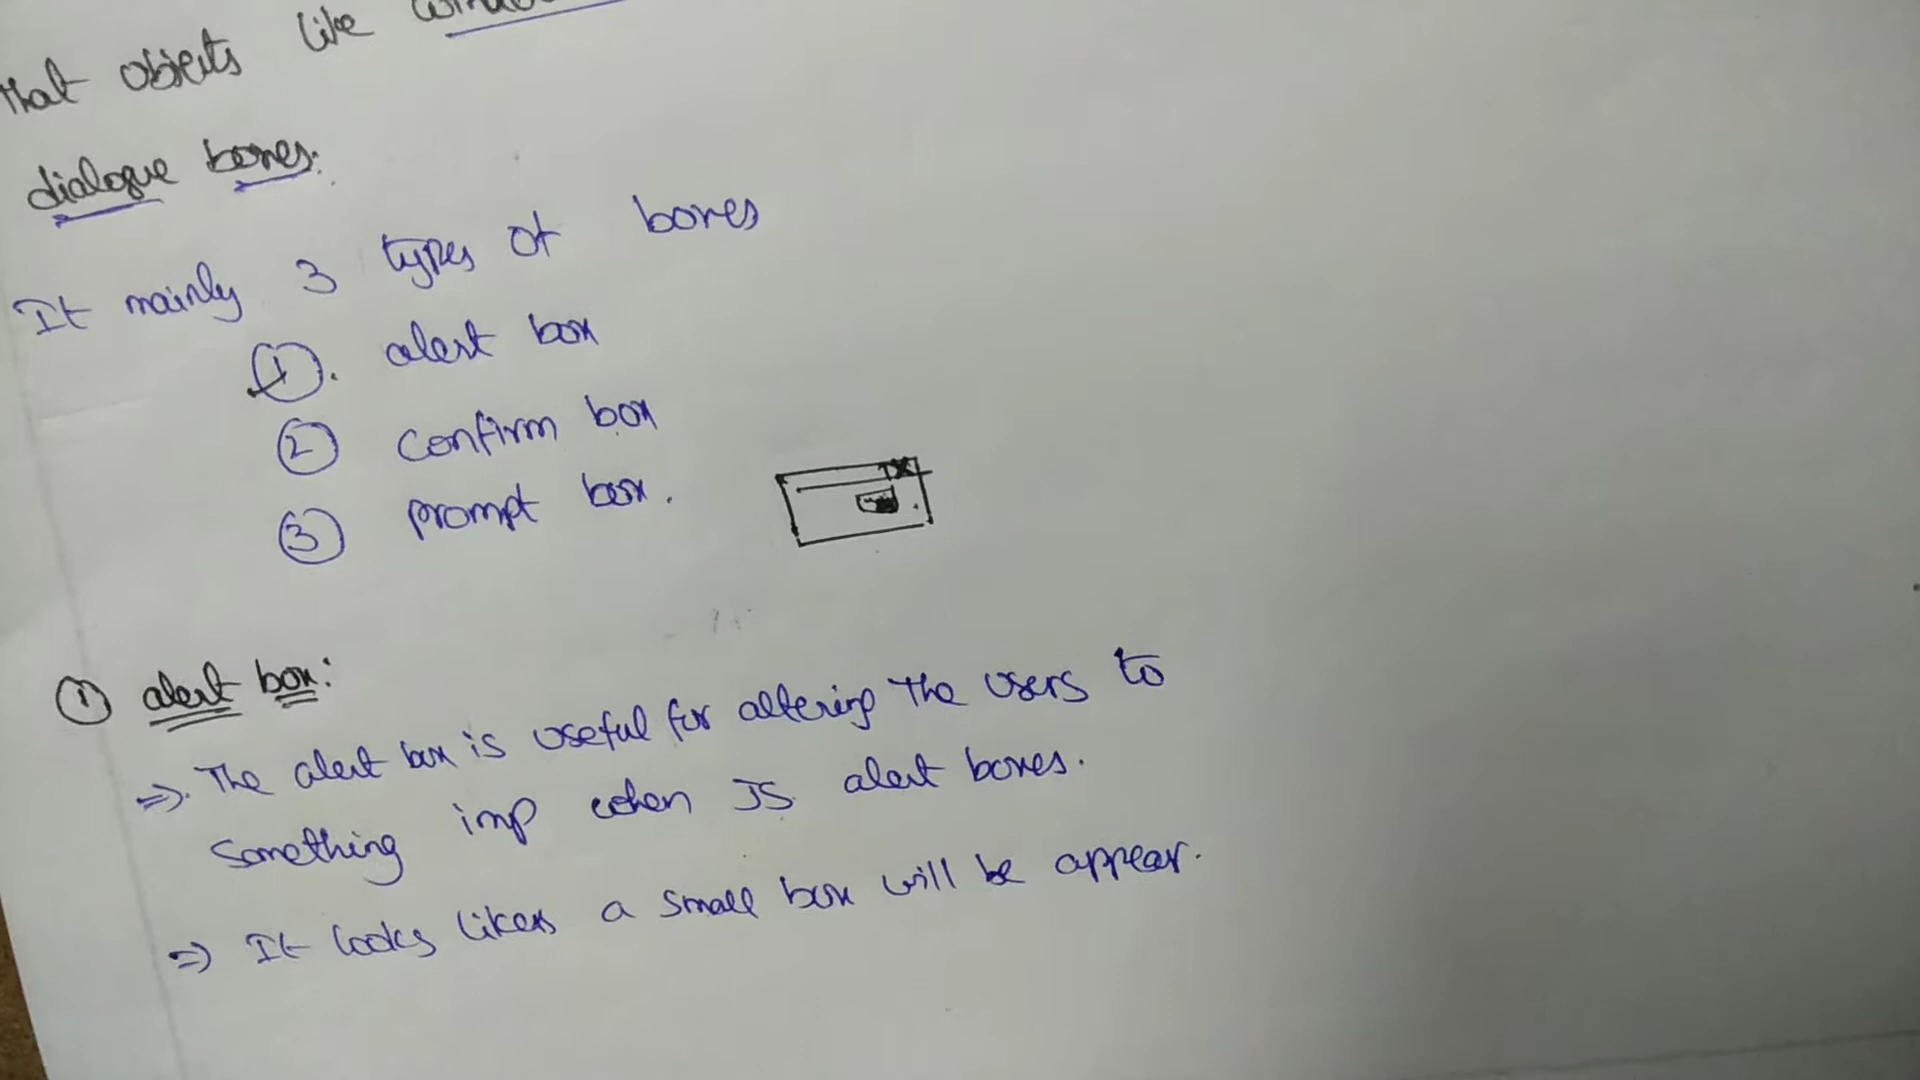 that objects like
dialogue boxes:
It mainly 3 types of boxes
①. alert box
② confirm box
③ prompt box.
① alert box:
⇒. The alert box is useful for altering the users to
something imp when JS alert boxes.
⇒ It looks likes a small box will be appear.